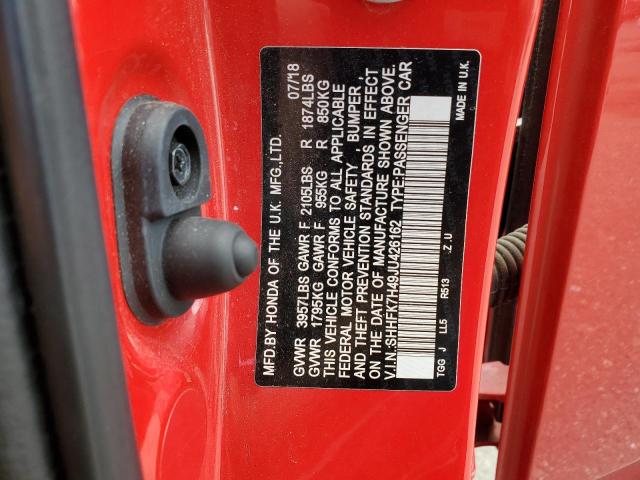 MFD.BY HONDA OF THE U.K. MFG.,LTD. 07/'18
GVWR 3957LBS GAWR F 2105LBS R 1874LBS
GVWR 1795KG GAWR F 955KG R 850KG
THIS VEHICLE CONFORMS TO ALL APPLICABLE
FEDERAL MOTOR VEHICLE SAFETY , BUMPER ,
AND THEFT PREVENTION STANDARDS IN EFFECT
ON THE DATE OF MANUFACTURE SHOWN ABOVE.
V.I.N. SHHFK7H49JU426162 TYPE:PASSENGER CAR
TGG J LL5 R513 .Z.U MADE IN U.K.